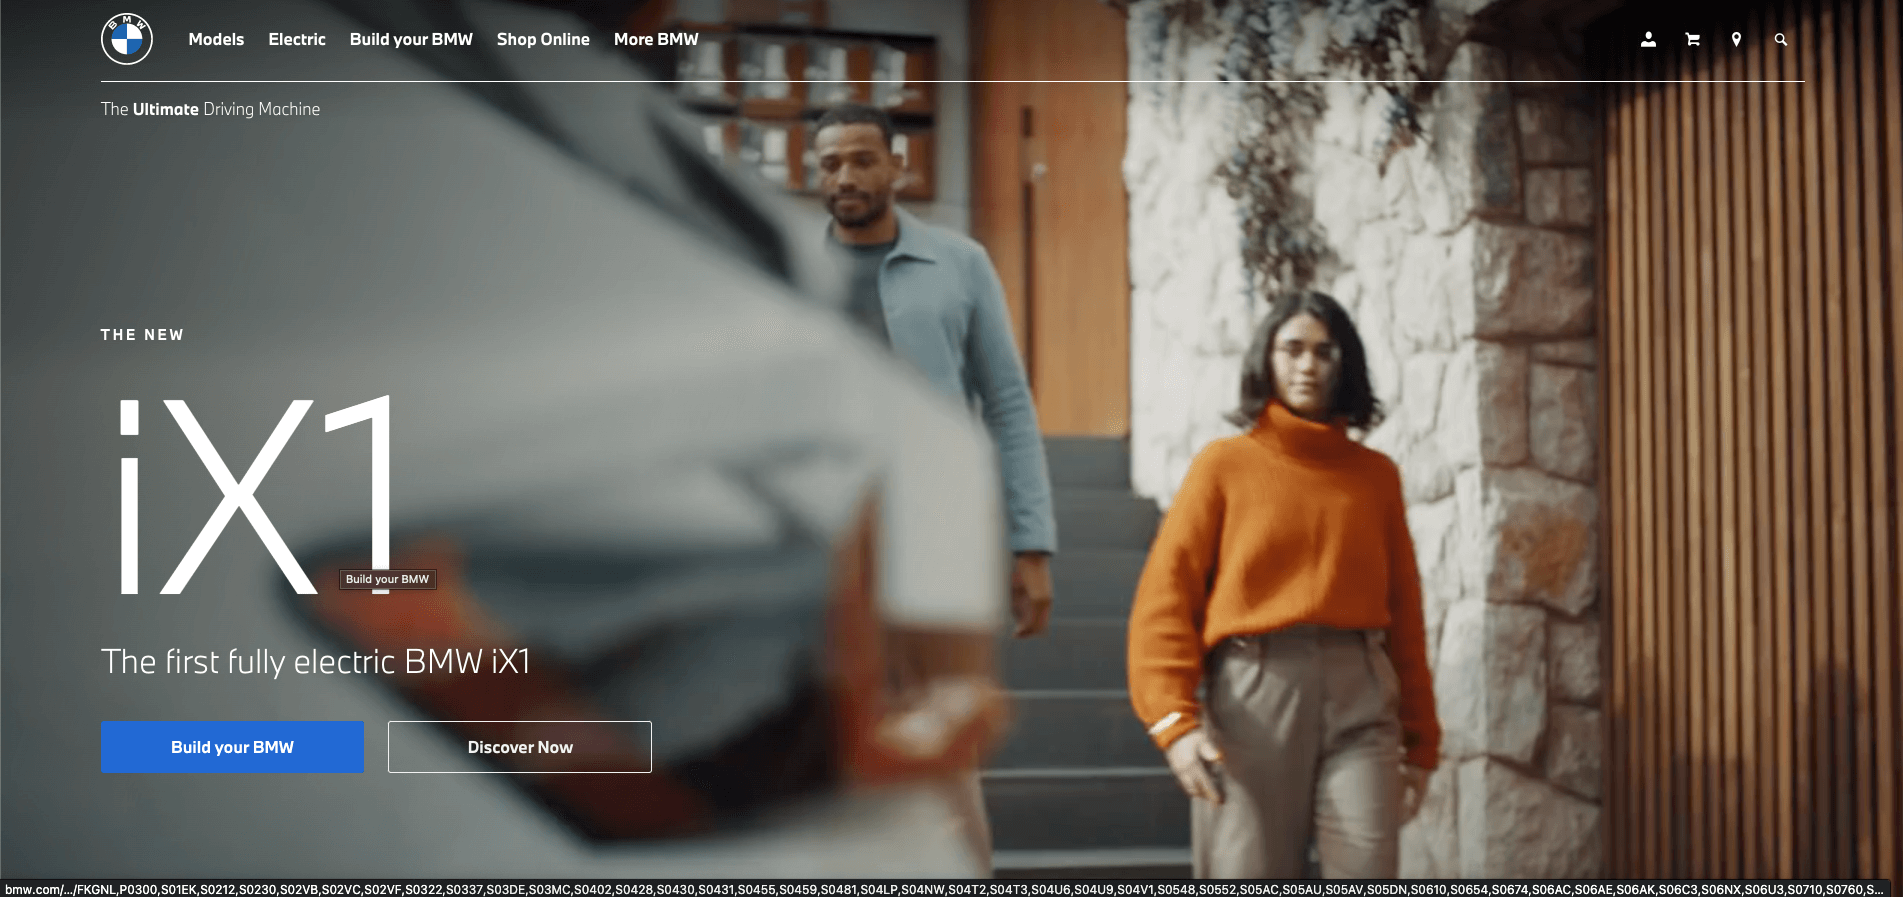 BMW
Models Electric Build your BMW Shop Online More BMW
The Ultimate Driving Machine
THE NEW
iX1
Build your BMW
The first fully electric BMW iX1
Build your BMW Discover Now
bmw.com/.../FKGNL,P0300,S01EK,S0212,S0230,S02VB,S02VC,S02VF,S0322,S0337,S03DE,S03MC,S0402,S0428,S0430,S0431,S0455,S0459,S0481,S04LP,S04NW,S04T2,S04T3,S04U6,S04U9,S04V1,S0548,S0552,S05AC,S05AU,S05AV,S05DN,S0610,S0654,S0674,S06AC,S06AE,S06AK,S06C3,S06NX,S06U3,S0710,S0760,S...